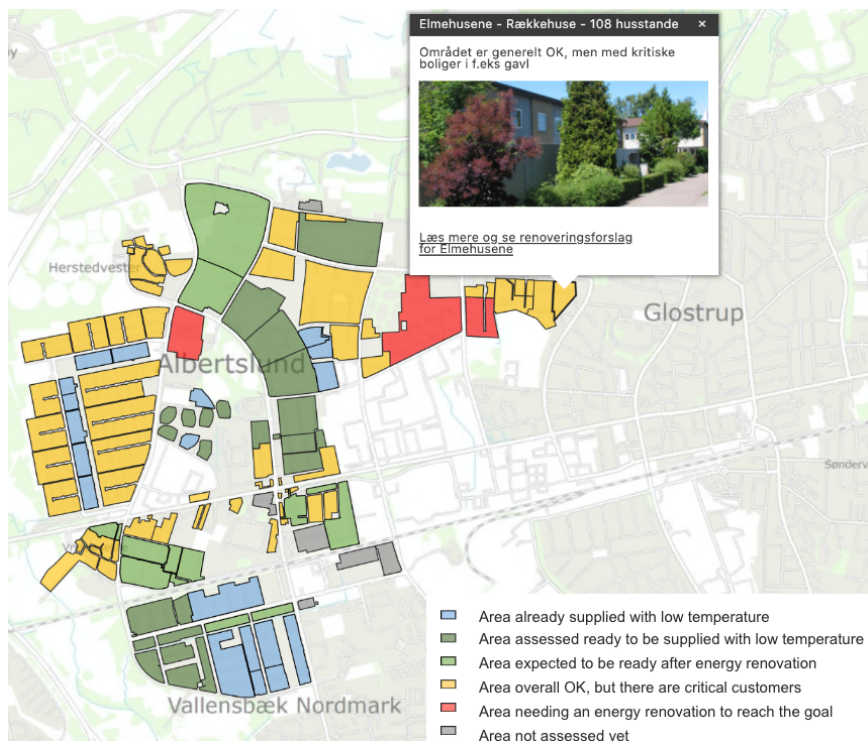 Elmehusene - Rækkehuse - 108 husstande ×
Området er generelt OK, men med kritiske
boliger i f.eks gavl
Læs mere og se renoveringsforslag
for Elmehusene
Herstedvester
Glostrup
Albertslund
Vallensbæk Nordmark
Area already supplied with low temperature
Area assessed ready to be supplied with low temperature
Area expected to be ready after energy renovation
Area overall OK, but there are critical customers
Area needing an energy renovation to reach the goal
Area not assessed yet